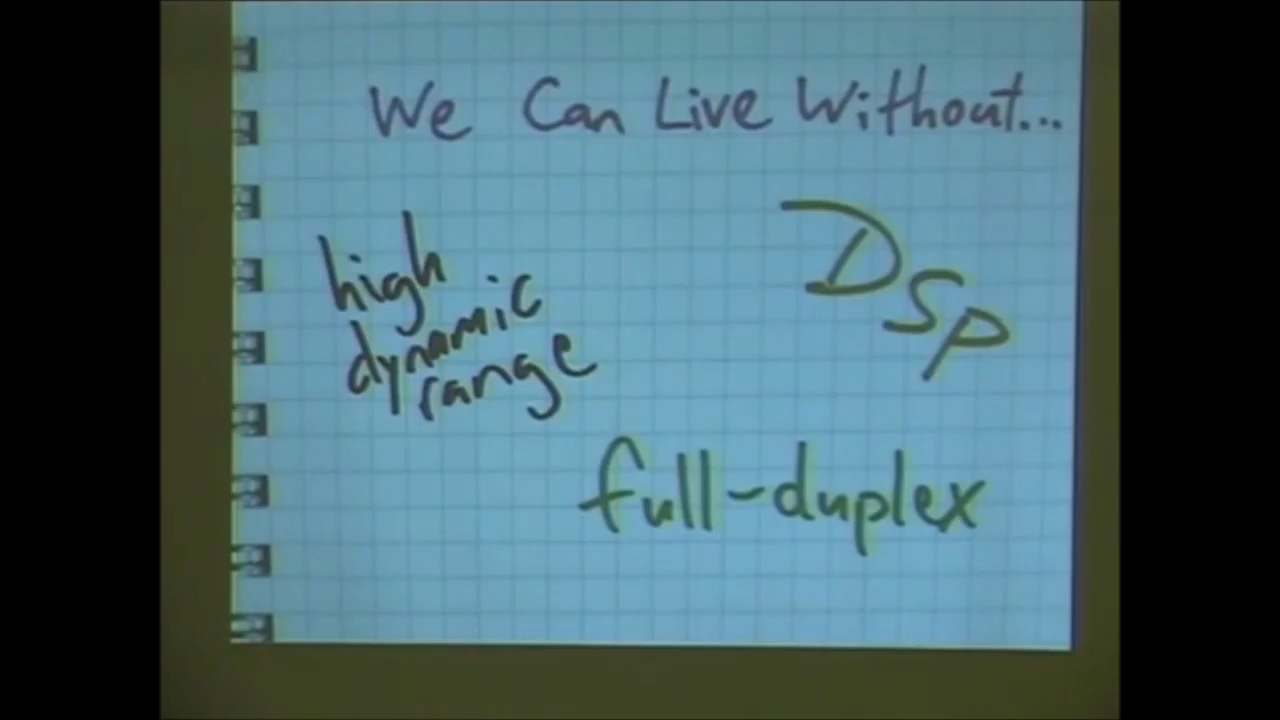 We Can Live Without...
high
dynamic
range
DSP
full-duplex